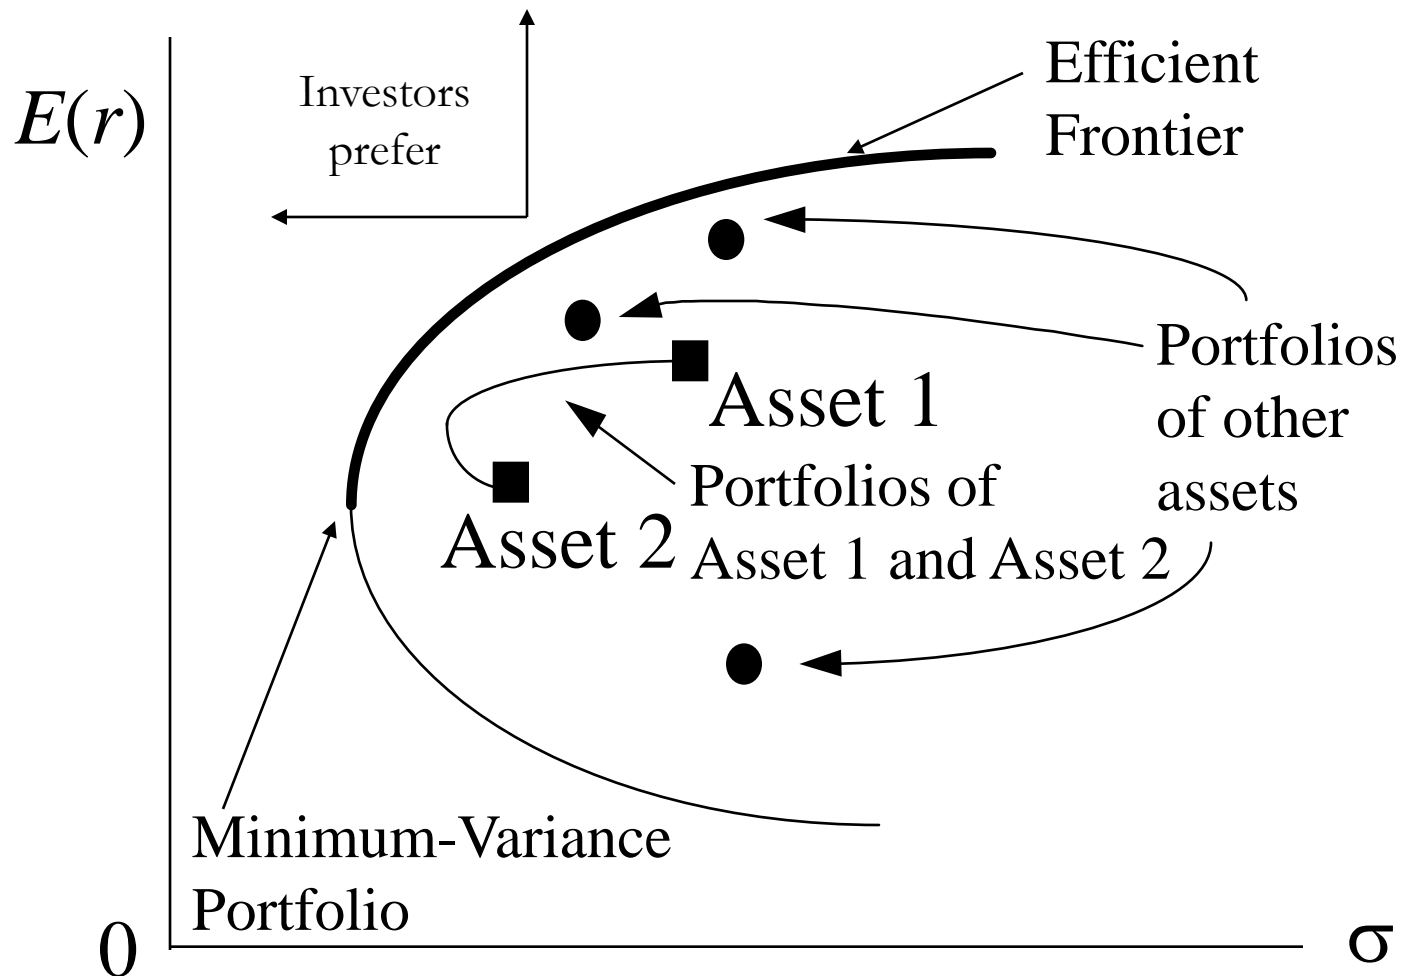 Efficient
Frontier
Investors
prefer
E(r)
Portfolios
of other
assets
Asset 1
Portfolios of
Asset 1 and Asset 2
Asset 2
Minimum-Variance
Portfolio
0
σ